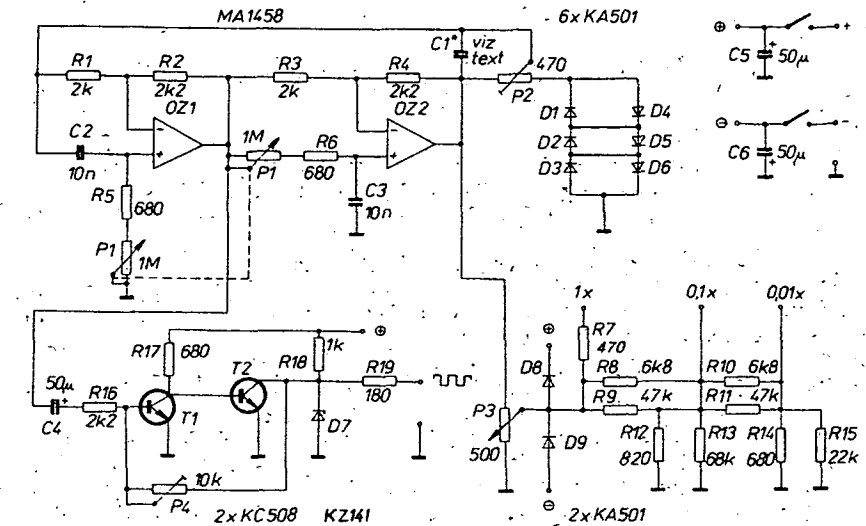 MA1458
6x KA501
R1
2k
R2
2k2
OZ1
R3
2k
C1* viz
text
R4
2k2
OZ2
470
P2
D1
D2
D3
D4
D5
D6
⊕
+
C5
+
50µ
⊖
-
C6
+
50µ
C2
10n
-
+
R5
680
P1
1M
1M
P1
R6
680
C3
10n
-
+
1x
0,1x
0,01x
R7
470
R8
6k8
R10
6k8
R9
47k
R11
47k
R12
820
R13
68k
R14
680
R15
22k
D8
⊕
D9
⊖
P3
500
R17
680
T2
R18
1k
⊕
R19
180
D7
50µ
+
C4
R16
2k2
T1
10k
P4
2x KC508
KZ141
2x KA501